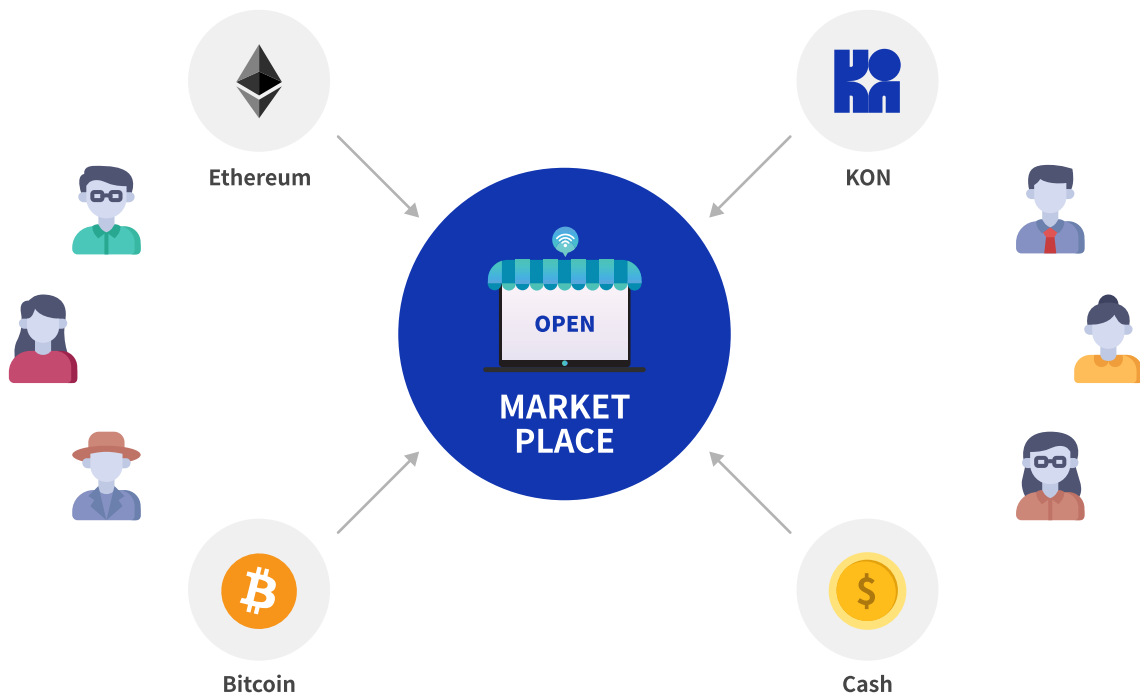 Ethereum
KON
OPEN
MARKET
PLACE
Bitcoin
$
Cash